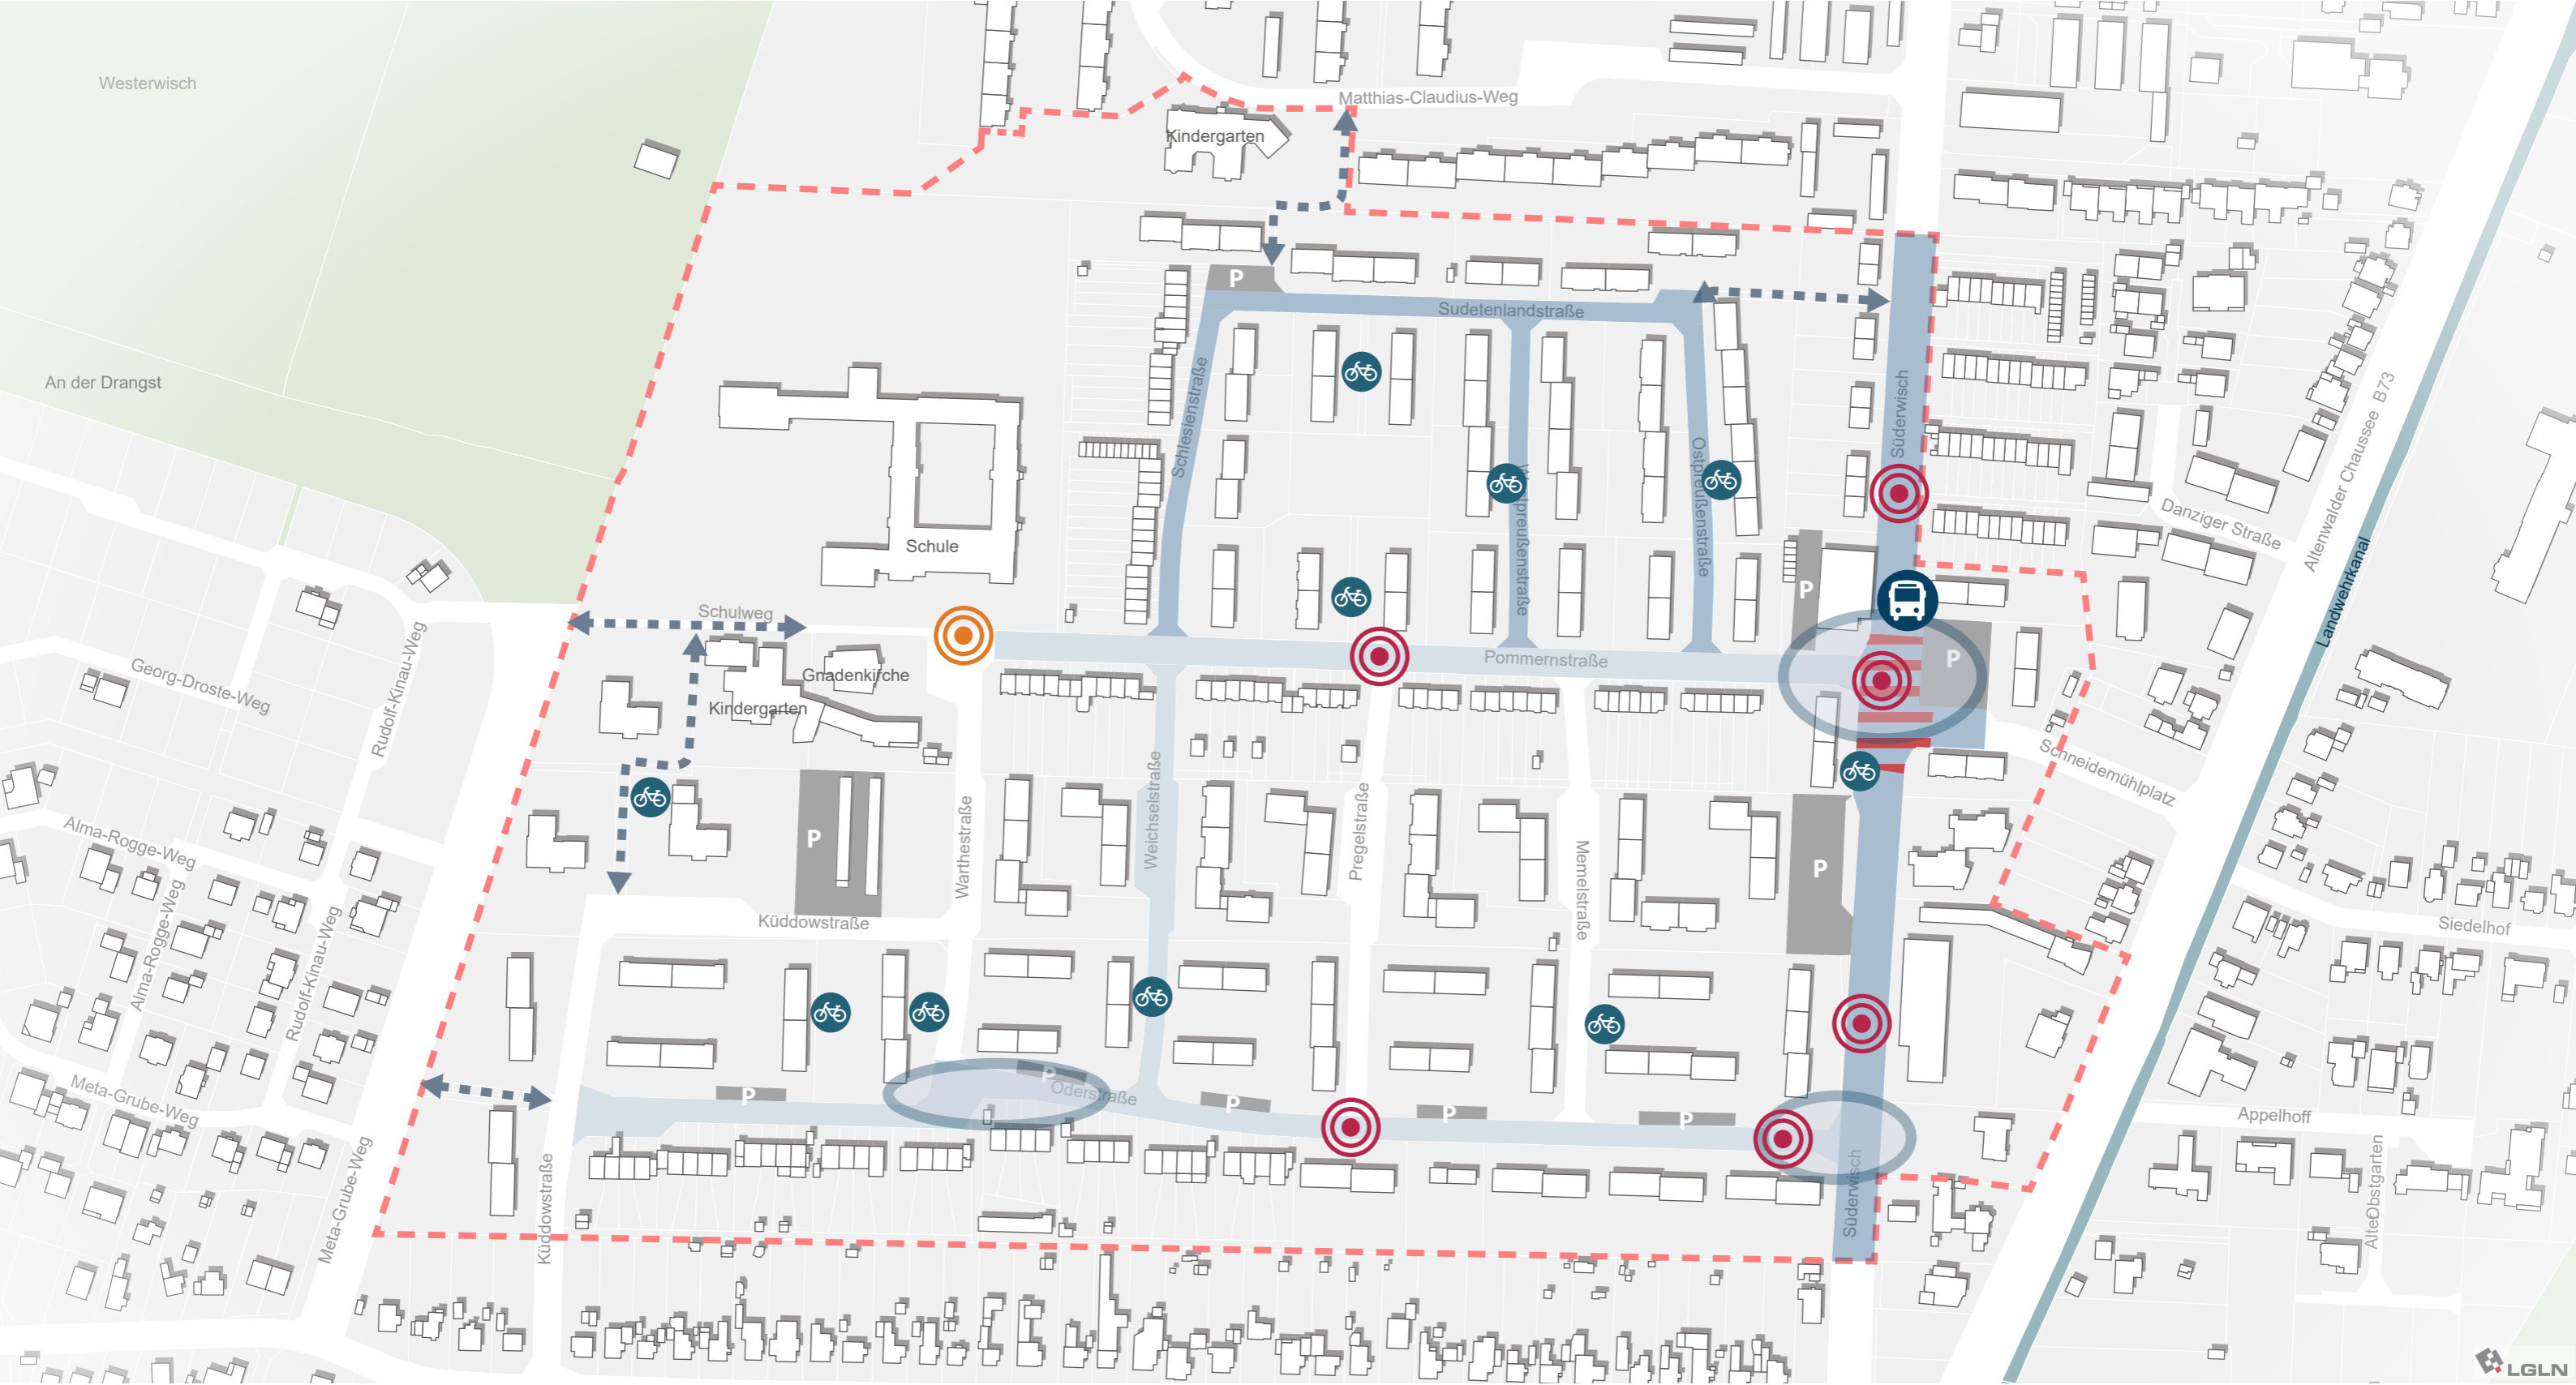 Westerwisch
Matthias-Claudius-Weg
Kindergarten
P
Sudetenlandstraße
An der Drangst
Schlesienstraße
Süderwisch
Altenwalder Chaussee B73
Ostpreußenstraße
Westpreußenstraße
Danziger Straße
Landwehrkanal
Schule
P
Schulweg
Gnadenkirche
Kindergarten
Pommernstraße
P
Georg-Droste-Weg
Rudolf-Kinau-Weg
Schneidemühlplatz
Weichselstraße
Pregelstraße
Warthestraße
Memelstraße
P
P
Alma-Rogge-Weg
Alma-Rogge-Weg
Rudolf-Kinau-Weg
Küddowstraße
Siedelhof
Meta-Grube-Weg
P
P
Oderstraße
P
P
P
Appelhoff
Alter Obstgarten
Meta-Grube-Weg
Küddowstraße
Süderwisch
LGLN